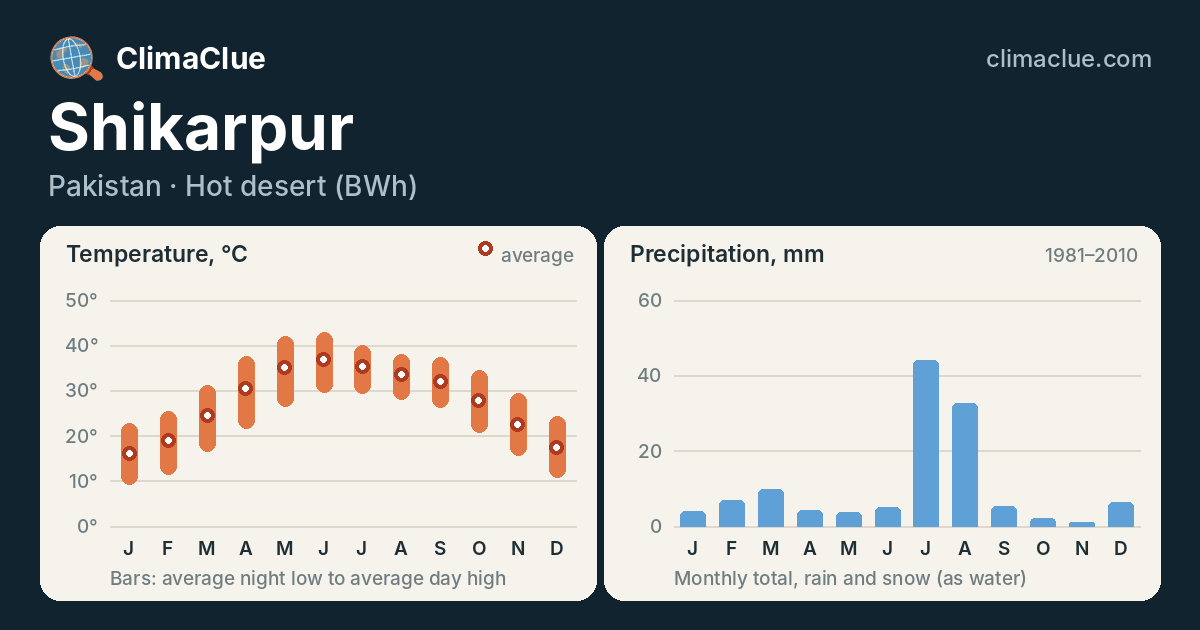 ClimaClue
climaclue.com
Shikarpur
Pakistan · Hot desert (BWh)
Temperature, °C
average
50°
40°
30°
20°
10°
0°
J F M A M J J A S O N D
Bars: average night low to average day high
Precipitation, mm
1981–2010
60
40
20
0
J F M A M J J A S O N D
Monthly total, rain and snow (as water)